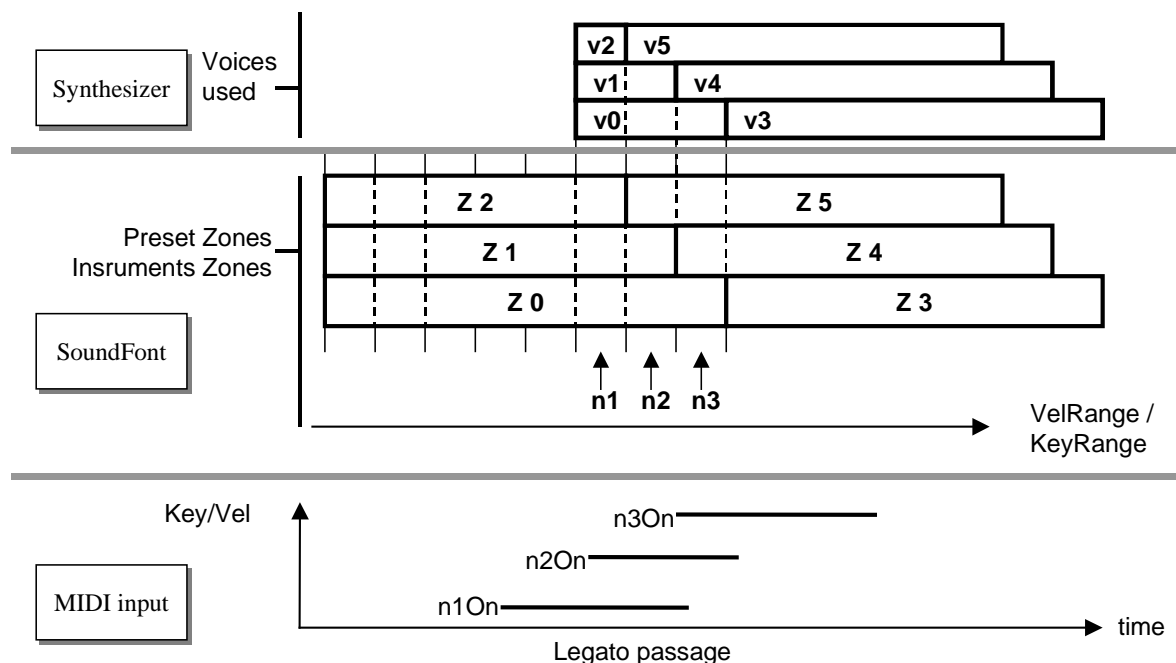 v2 v5
Voices
used
Synthesizer
v1 v4
v0 v3
Z 2 Z 5
Preset Zones
Insruments Zones
Z 1 Z 4
Z 0 Z 3
SoundFont
n1 n2 n3
VelRange /
KeyRange
Key/Vel
n3On
n2On
MIDI input
n1On
time
Legato passage